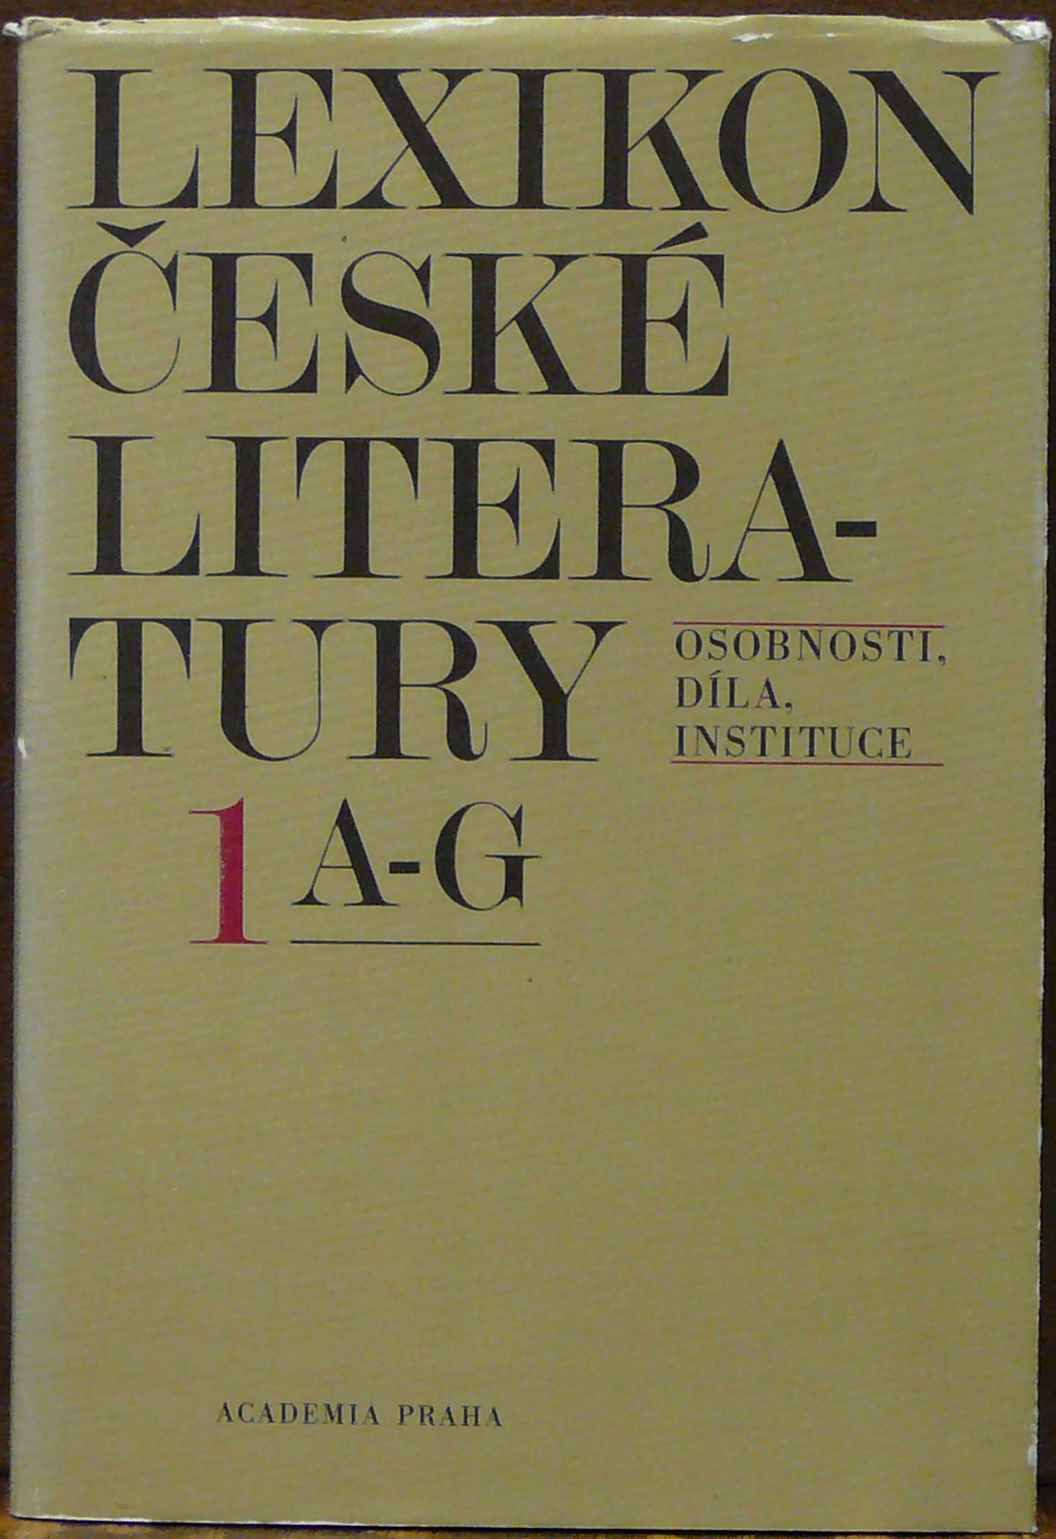 LEXIKON
ČESKÉ
LITERA-
TURY
OSOBNOSTI,
DÍLA,
INSTITUCE
1 A-G
ACADEMIA PRAHA